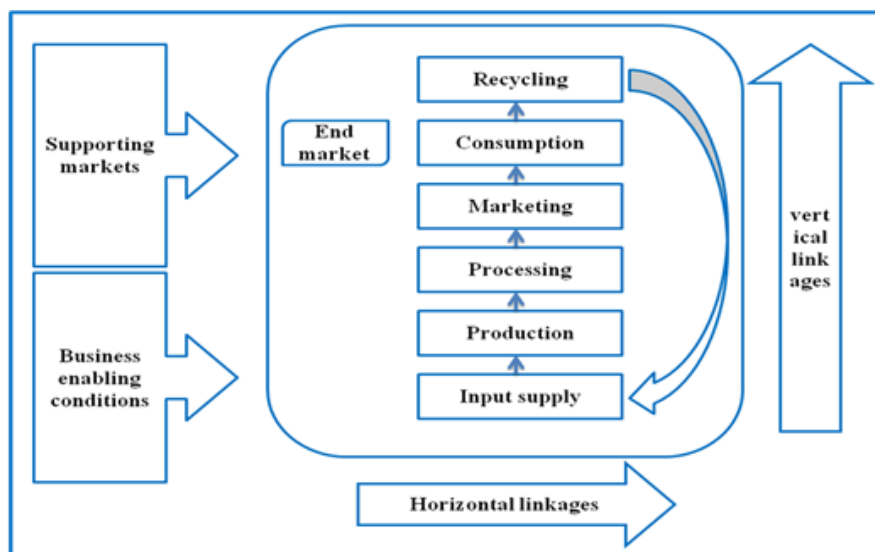 Supporting
markets
Business
enabling
conditions
End
market
Recycling
Consumption
Marketing
Processing
Production
Input supply
vert
ical link
ages
Horizontal linkages